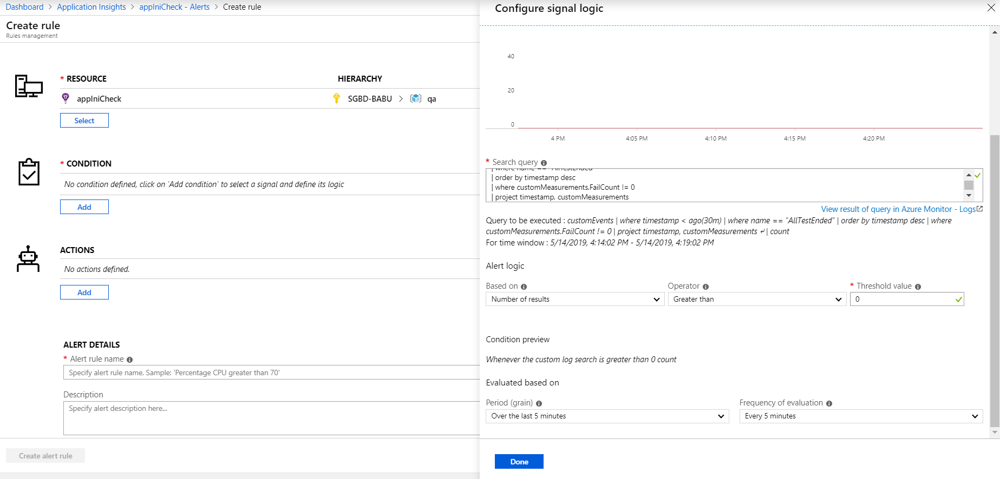 Dashboard > Application Insights > appIniCheck - Alerts > Create rule
Create rule
Rules management
* RESOURCE
HIERARCHY
appIniCheck
SGBD-BABU > qa
Select
* CONDITION
No condition defined, click on 'Add condition' to select a signal and define its logic
Add
ACTIONS
No actions defined.
Add
ALERT DETAILS
* Alert rule name
Specify alert rule name. Sample: 'Percentage CPU greater than 70'
Description
Specify alert description here...
Create alert rule
Configure signal logic
40
20
0
4 PM
4:05 PM
4:10 PM
4:15 PM
4:20 PM
* Search query
| where name == "AllTestEnded"
| order by timestamp desc
| where customMeasurements.FailCount != 0
| project timestamp, customMeasurements
View result of query in Azure Monitor - Logs
Query to be executed : customEvents | where timestamp < ago(30m) | where name == "AllTestEnded" | order by timestamp desc | where
customMeasurements.FailCount != 0 | project timestamp, customMeasurements ↵ | count
For time window : 5/14/2019, 4:14:02 PM - 5/14/2019, 4:19:02 PM
Alert logic
Based on
Operator
* Threshold value
Number of results
Greater than
0
Condition preview
Whenever the custom log search is greater than 0 count
Evaluated based on
Period (grain)
Frequency of evaluation
Over the last 5 minutes
Every 5 minutes
Done